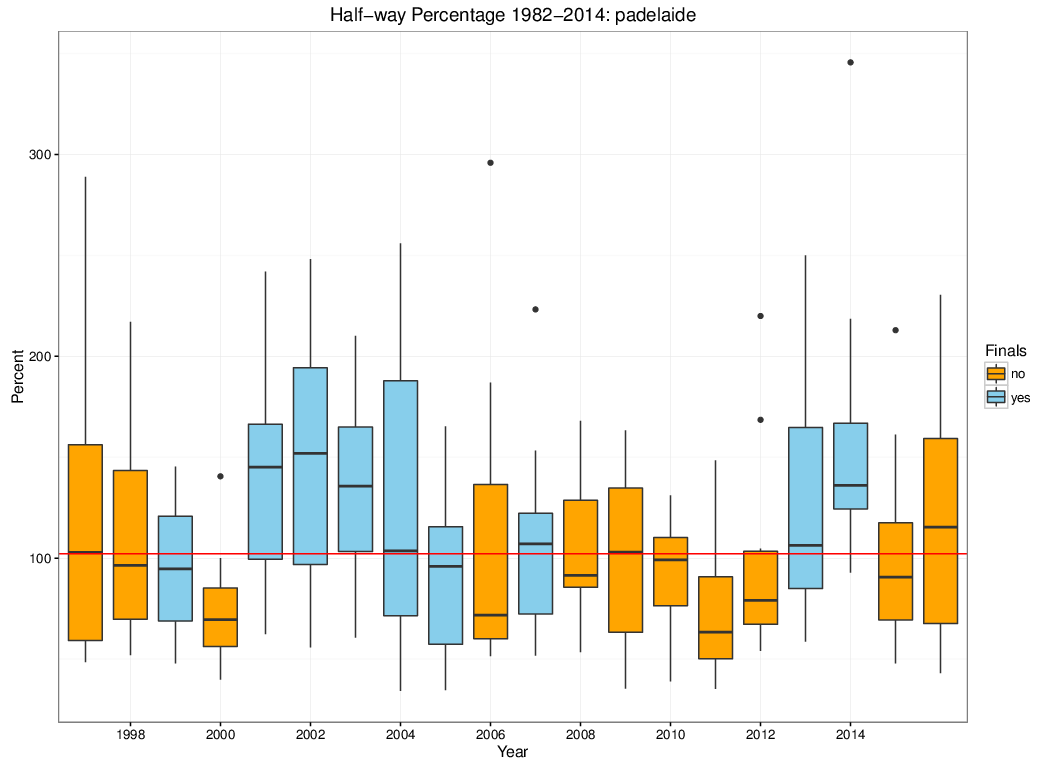 Half−way Percentage 1982−2014: padelaide
Percent
300
200
100
1998 2000 2002 2004 2006 2008 2010 2012 2014
Year
Finals
no
yes